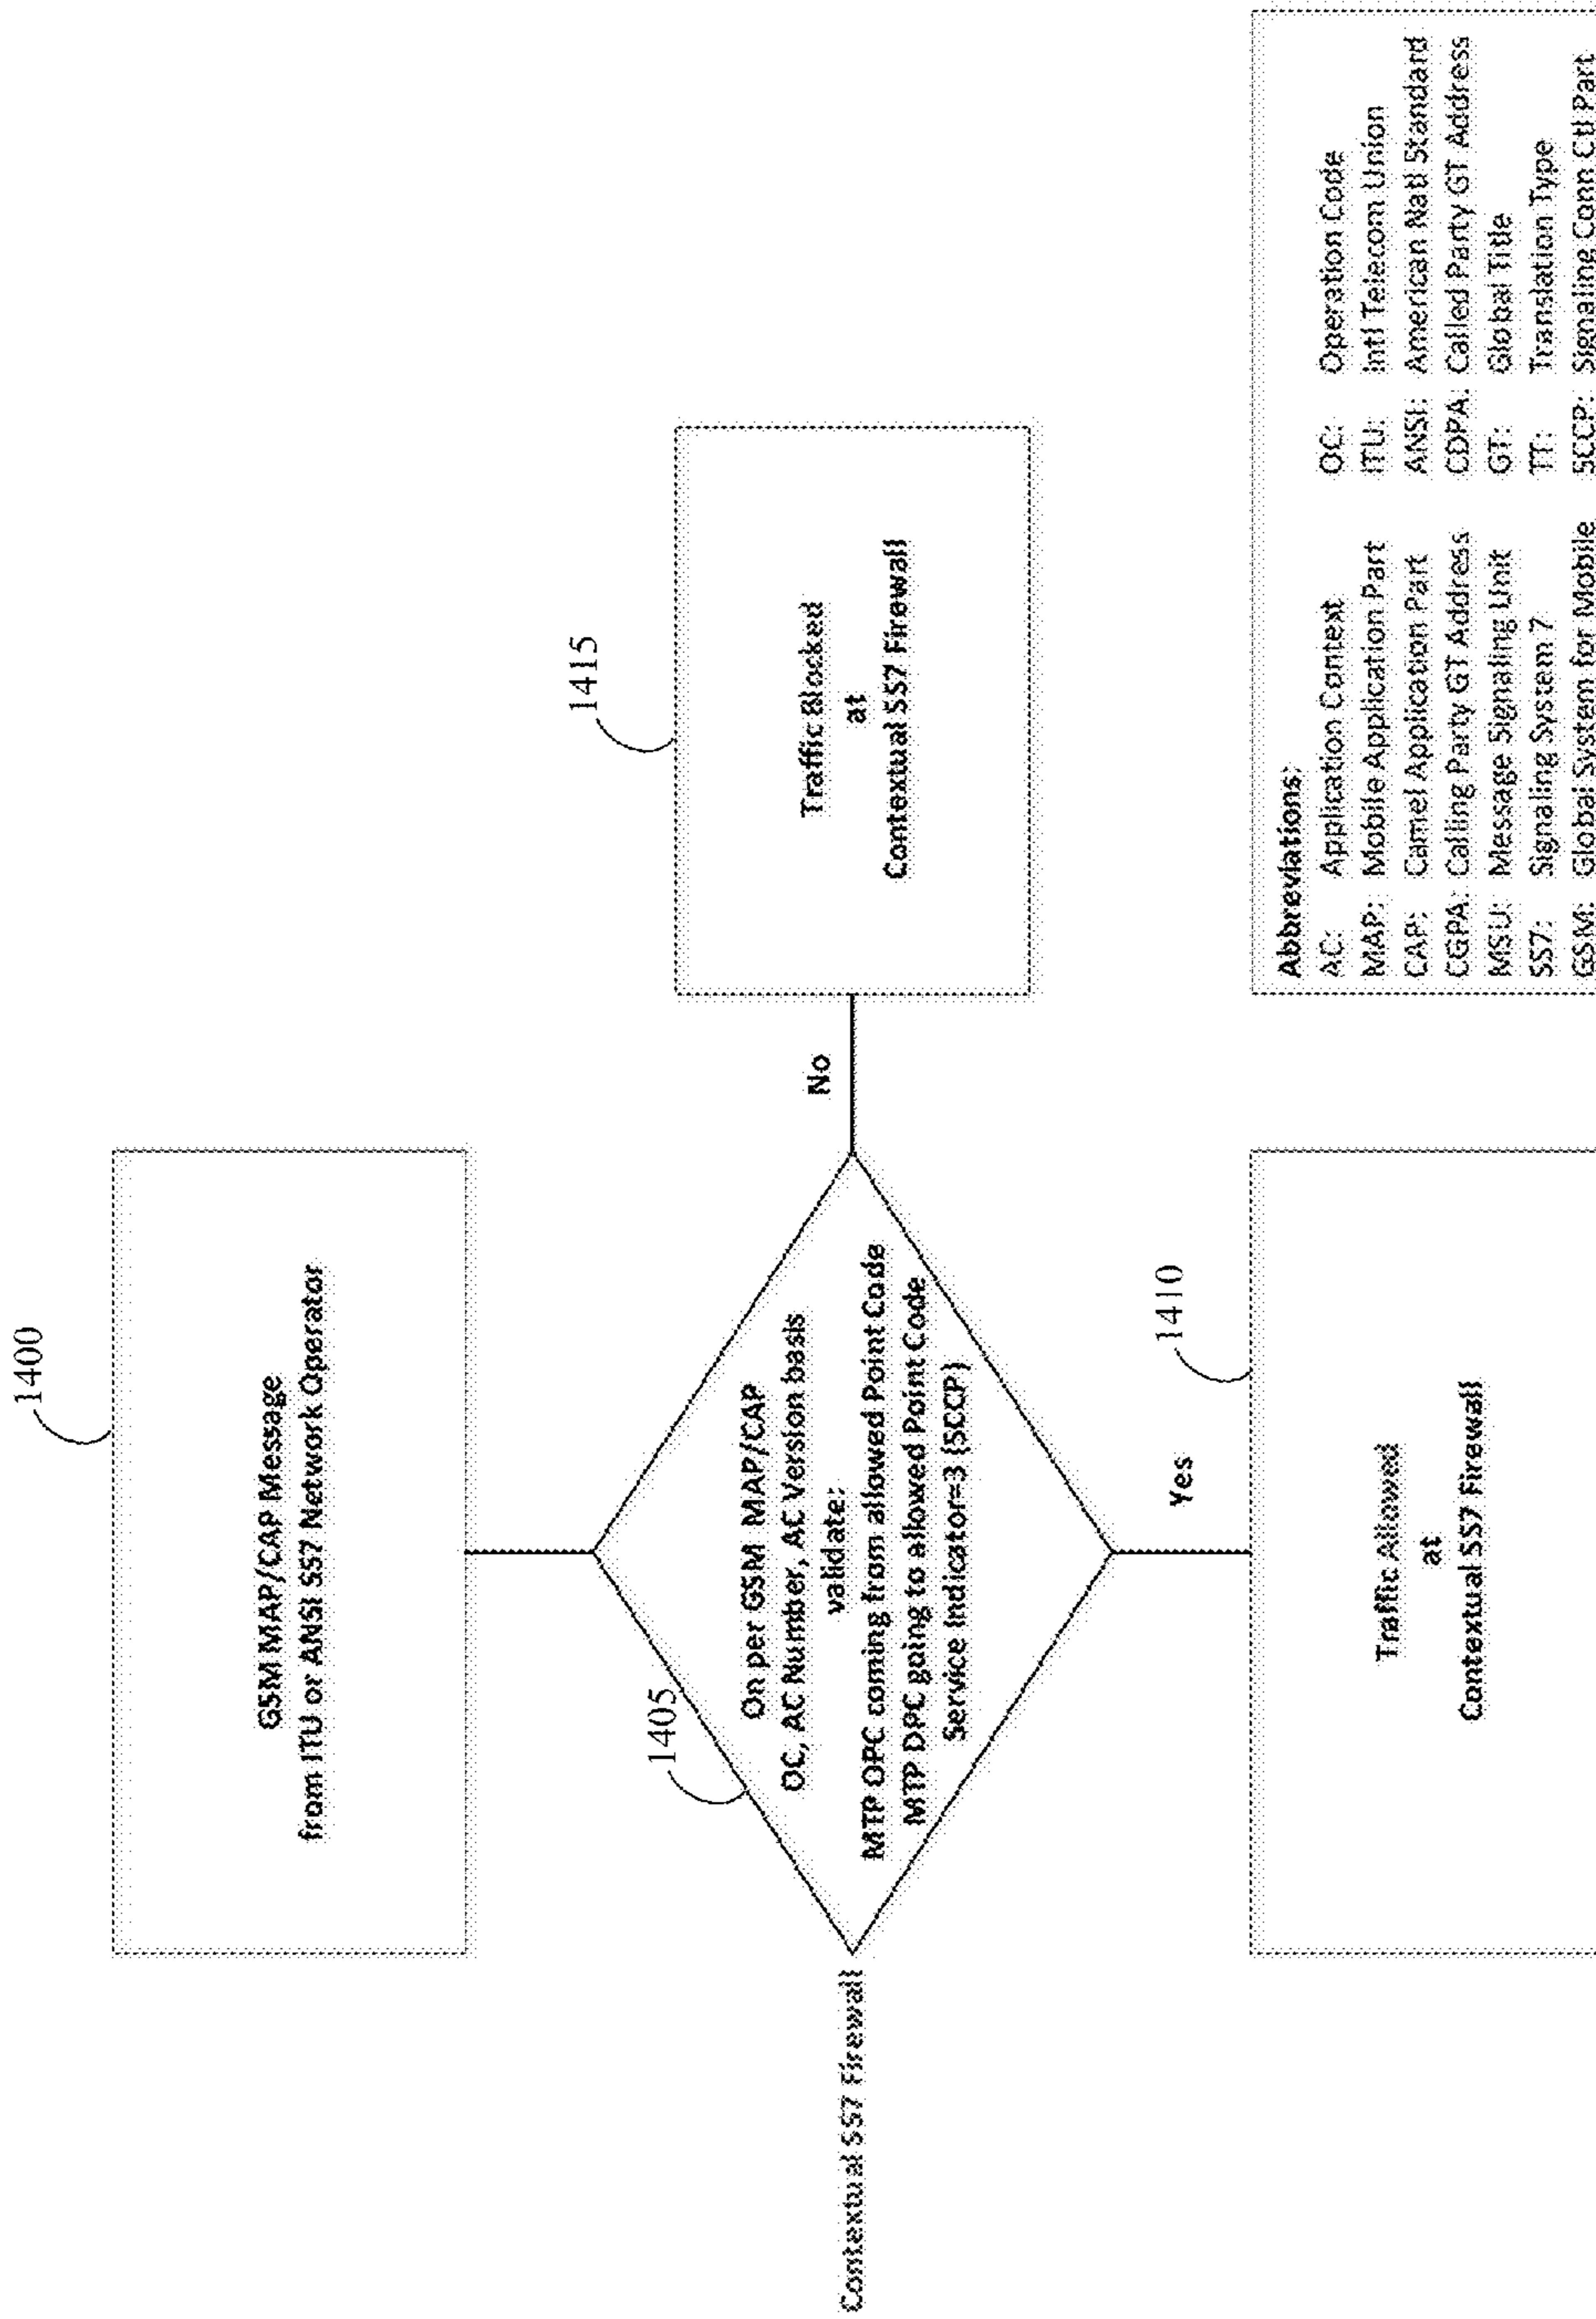 1400
GSM MAP/CAP Message
from ITU or ANSI SS7 Network Operator
Contextual SS7 Firewall
1405
On per GSM MAP/CAP
OC, AC Number, AC Version basis
validate:
MTP OPC coming from allowed Point Code
MTP DPC going to allowed Point Code
Service Indicator=3 (SCCP)
No
1415
Traffic Blocked
at
Contextual SS7 Firewall
Yes
1410
Traffic Allowed
at
Contextual SS7 Firewall
Abbreviations:
AC: Application Context OC: Operation Code
MAP: Mobile Application Part ITU: Intl Telecom Union
CAP: Camel Application Part ANSI: American Natl Standard
CGPA: Calling Party GT Address CDPA: Called Party GT Address
MSU: Message Signaling Unit GT: Global Title
SS7: Signaling System 7 TT: Translation Type
GSM: Global System for Mobile SCCP: Signaling Conn Ctl Part